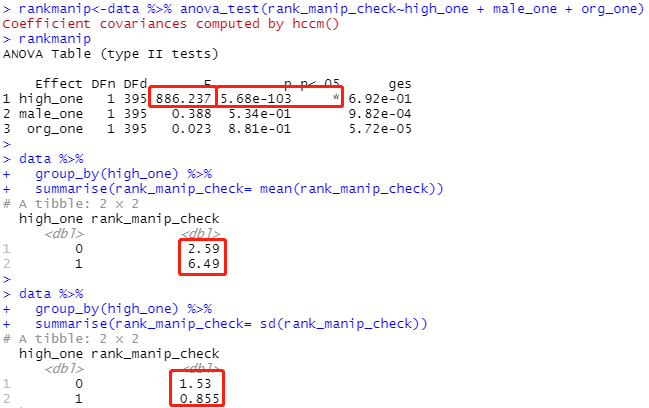 > rankmanip<-data %>% anova_test(rank_manip_check~high_one + male_one + org_one)
Coefficient covariances computed by hccm()
> rankmanip
ANOVA Table (type II tests)
Effect DFn DFd F p p<.05 ges
1 high_one 1 395 886.237 5.68e-103 * 6.92e-01
2 male_one 1 395 0.388 5.34e-01 9.82e-04
3 org_one 1 395 0.023 8.81e-01 5.72e-05
>
> data %>%
+ group_by(high_one) %>%
+ summarise(rank_manip_check= mean(rank_manip_check))
# A tibble: 2 × 2
high_one rank_manip_check
<dbl> <dbl>
1 0 2.59
2 1 6.49
>
> data %>%
+ group_by(high_one) %>%
+ summarise(rank_manip_check= sd(rank_manip_check))
# A tibble: 2 × 2
high_one rank_manip_check
<dbl> <dbl>
1 0 1.53
2 1 0.855